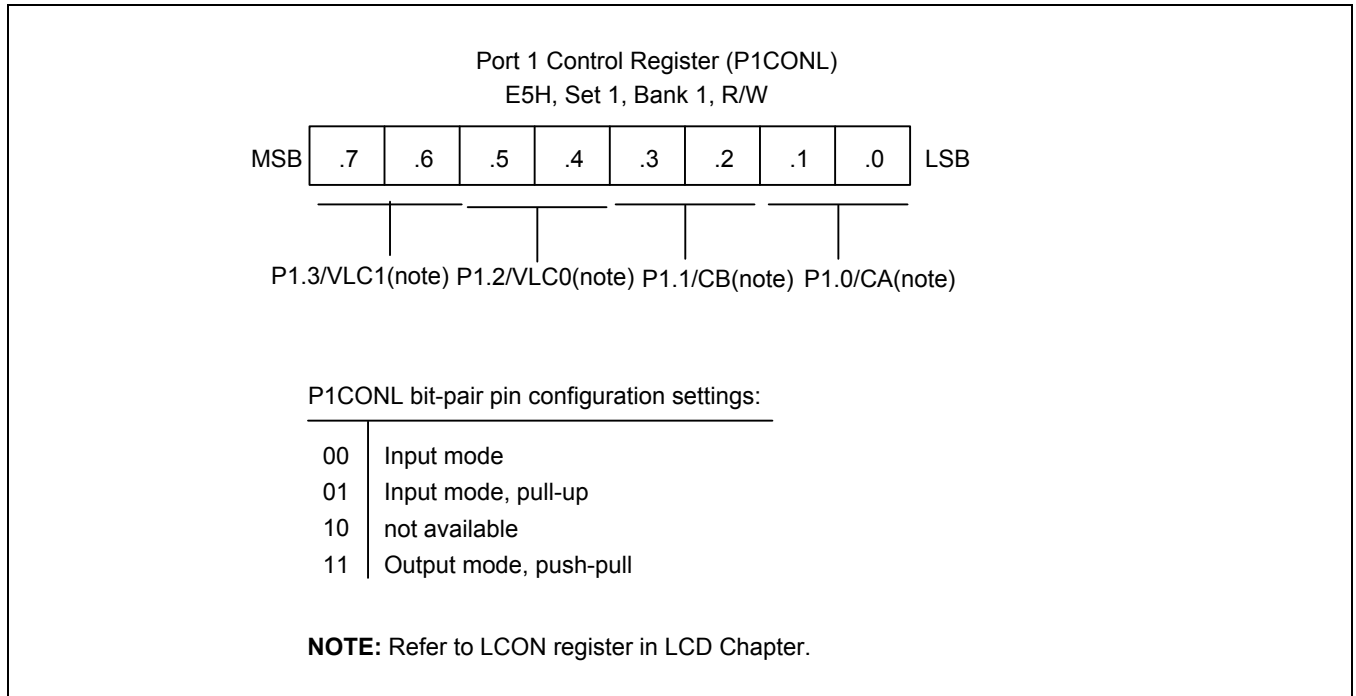 Port 1 Control Register (P1CONL)
E5H, Set 1, Bank 1, R/W
MSB .7 .6 .5 .4 .3 .2 .1 .0 LSB
P1.3/VLC1(note) P1.2/VLC0(note) P1.1/CB(note) P1.0/CA(note)
P1CONL bit-pair pin configuration settings:
00 Input mode
01 Input mode, pull-up
10 not available
11 Output mode, push-pull
NOTE: Refer to LCON register in LCD Chapter.